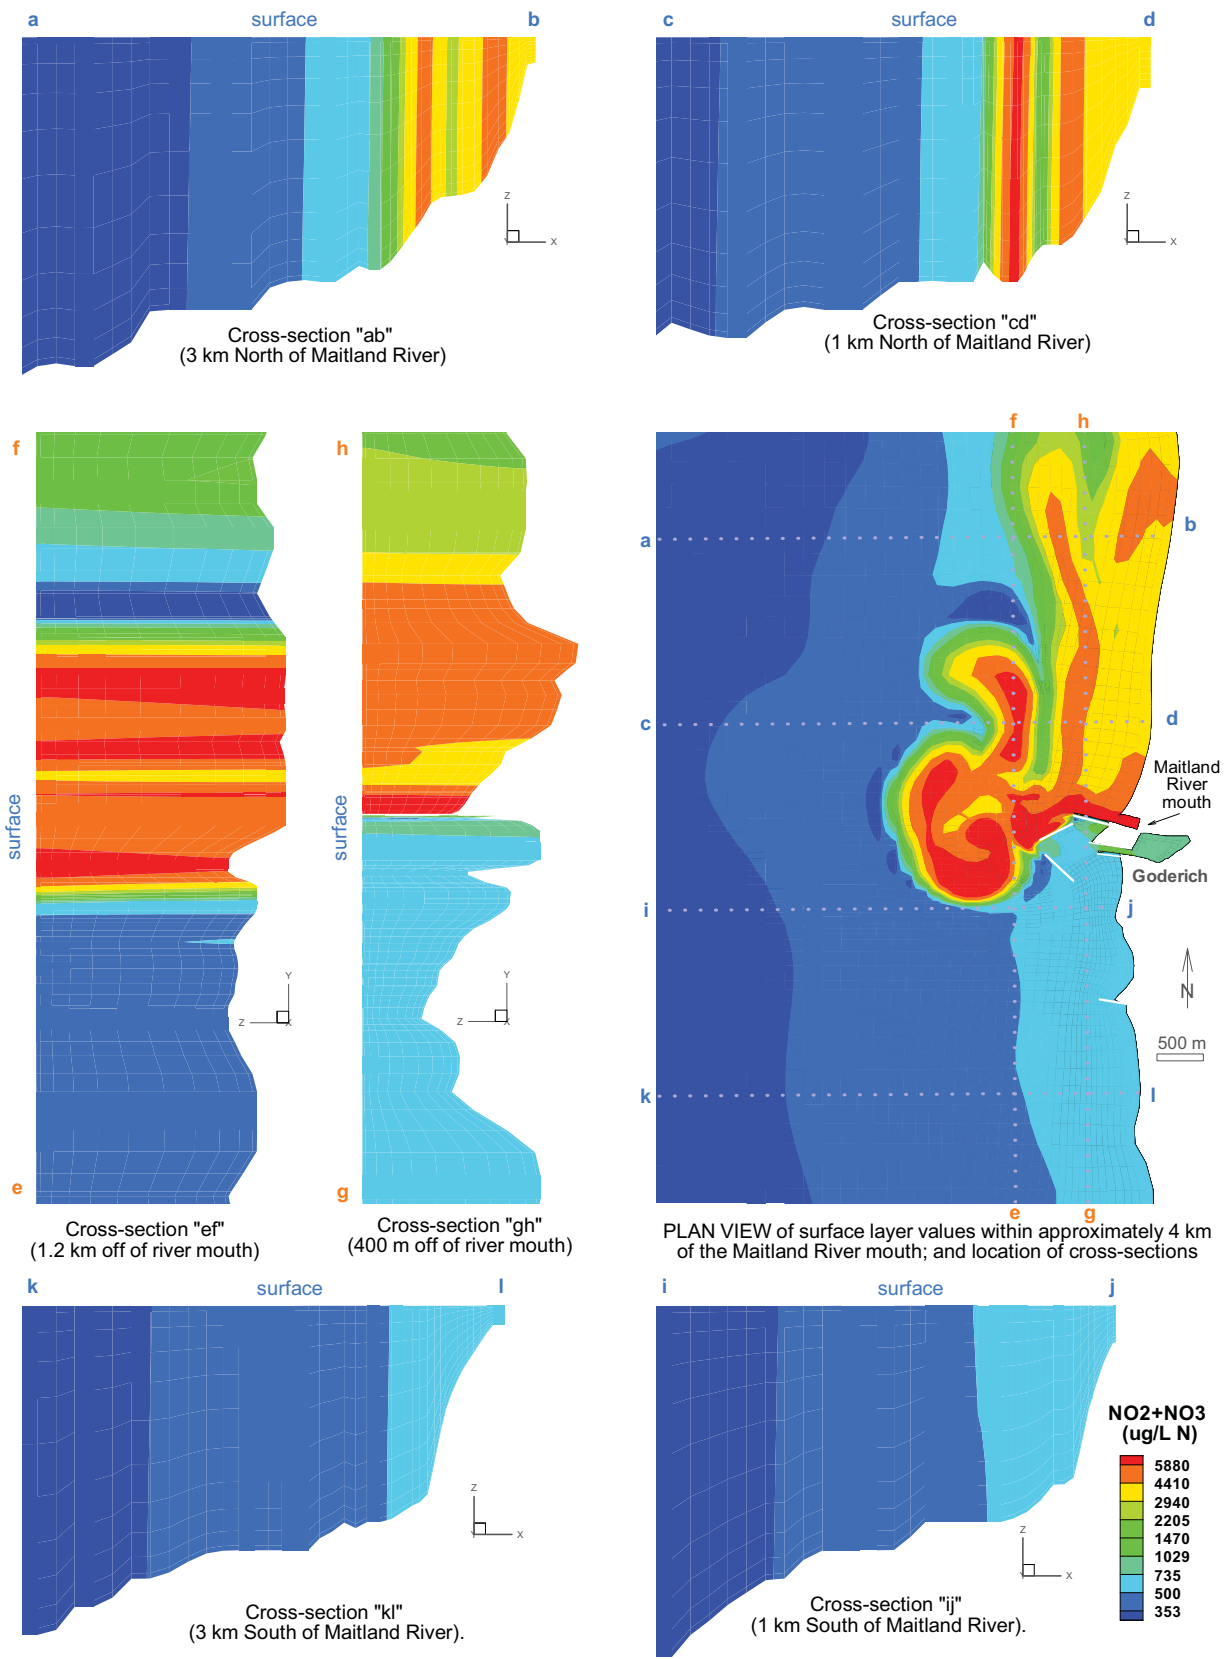 a surface b
c surface d
Z
X
Z
X
Cross-section "ab"
(3 km North of Maitland River)
Cross-section "cd"
(1 km North of Maitland River)
f
h
surface
surface
Y
Z
X
Y
Z
X
e
g
Cross-section "ef"
(1.2 km off of river mouth)
Cross-section "gh"
(400 m off of river mouth)
f h
a
b
c
d
Maitland
River
mouth
Goderich
i
j
N
500 m
k
l
e g
PLAN VIEW of surface layer values within approximately 4 km
of the Maitland River mouth; and location of cross-sections
k surface l
i surface j
Z
X
Z
X
Cross-section "kl"
(3 km South of Maitland River).
Cross-section "ij"
(1 km South of Maitland River).
NO2+NO3
(ug/L N)
5880
4410
2940
2205
1470
1029
735
500
353